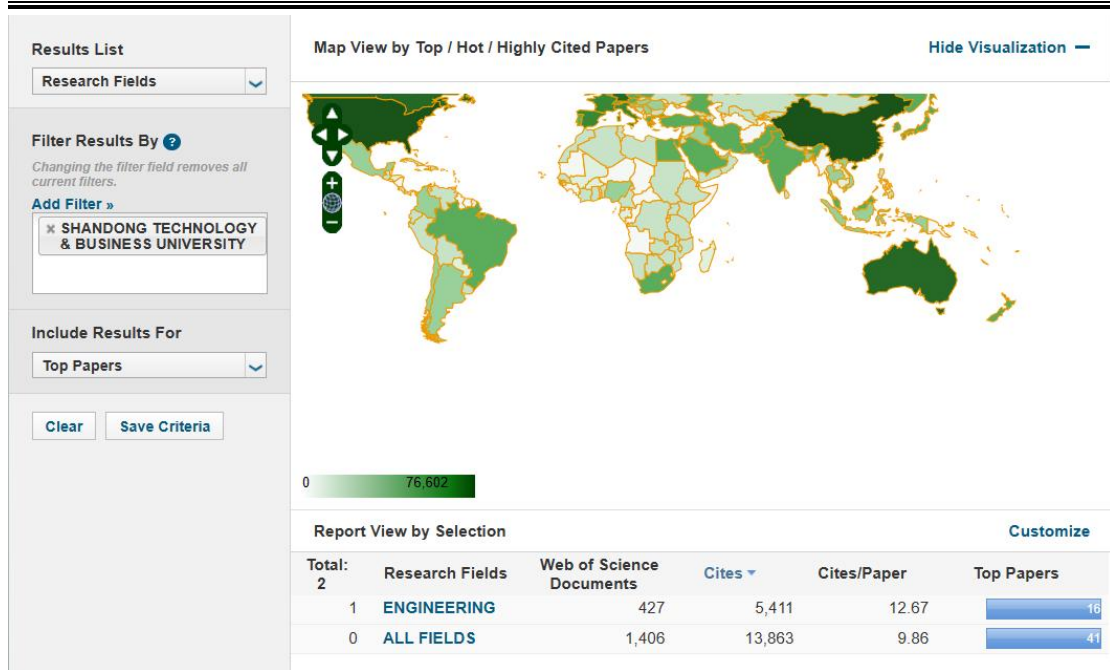 Results List
Research Fields
Filter Results By ?
Changing the filter field removes all
current filters.
Add Filter »
× SHANDONG TECHNOLOGY
& BUSINESS UNIVERSITY
Include Results For
Top Papers
Clear Save Criteria
Map View by Top / Hot / Highly Cited Papers Hide Visualization —
0 76,602
Report View by Selection Customize
Total: 2 Research Fields Web of Science Documents Cites Cites/Paper Top Papers
1 ENGINEERING 427 5,411 12.67 16
0 ALL FIELDS 1,406 13,863 9.86 41